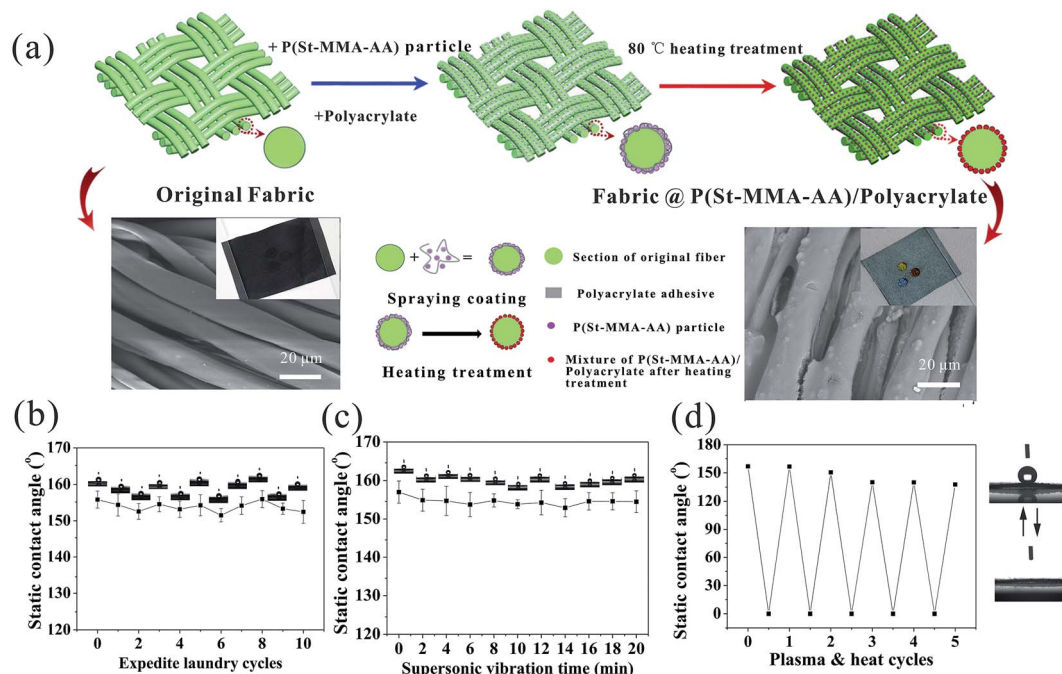 (a)
+ P(St-MMA-AA) particle
80 ℃ heating treatment
+Polyacrylate
Original Fabric
Fabric @ P(St-MMA-AA)/Polyacrylate
+
=
Section of original fiber
Spraying coating
Polyacrylate adhesive
P(St-MMA-AA) particle
Heating treatment
Mixture of P(St-MMA-AA)/
Polyacrylate after heating
treatment
20 μm
20 μm
(b)
Static contact angle (°)
170
160
150
140
130
120
0 2 4 6 8 10
Expedite laundry cycles
(c)
Static contact angle (°)
170
160
150
140
130
120
0 2 4 6 8 10 12 14 16 18 20
Supersonic vibration time (min)
(d)
Static contact angle (°)
180
150
120
90
60
30
0
0 1 2 3 4 5
Plasma & heat cycles